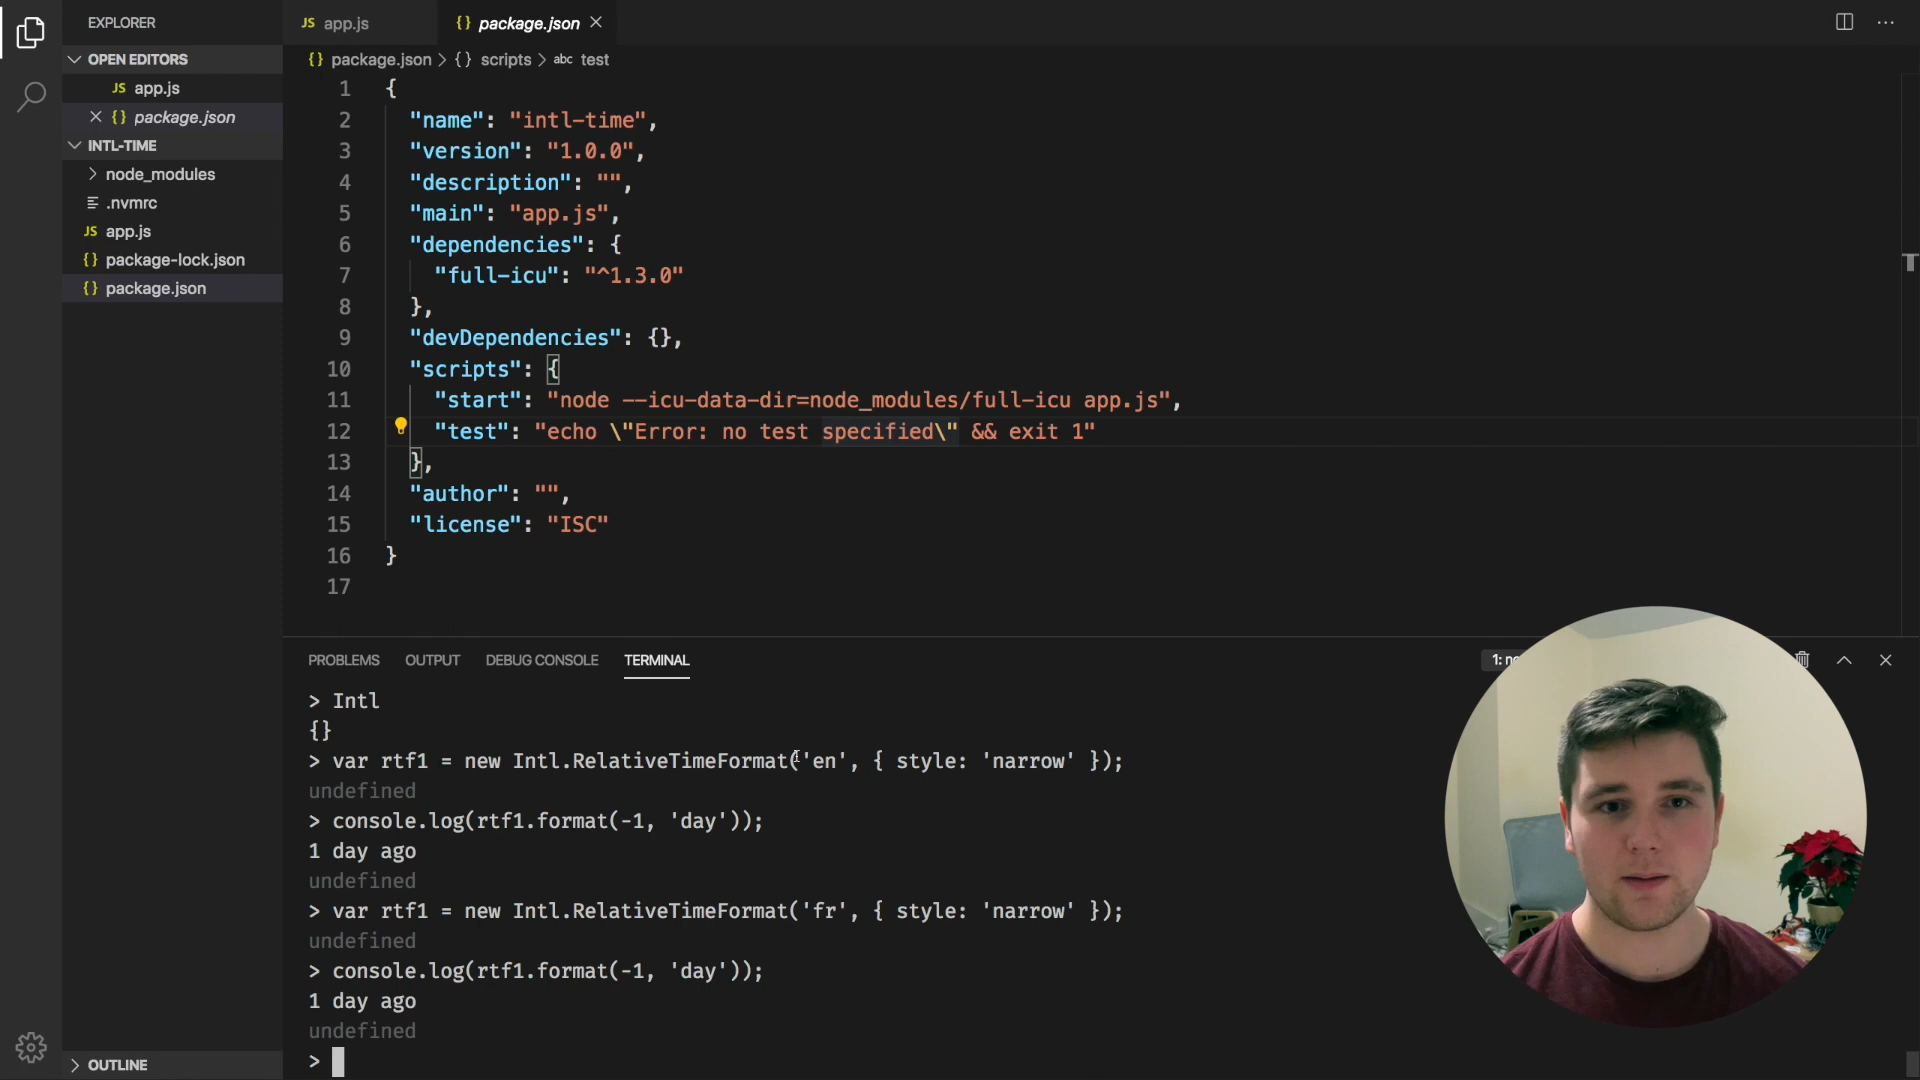 EXPLORER
OPEN EDITORS
JS app.js
{} package.json
INTL-TIME
node_modules
.nvmrc
JS app.js
{} package-lock.json
{} package.json
OUTLINE
JS app.js
{} package.json
{} package.json > {} scripts > abc test
1 {
2 "name": "intl-time",
3 "version": "1.0.0",
4 "description": "",
5 "main": "app.js",
6 "dependencies": {
7 "full-icu": "^1.3.0"
8 },
9 "devDependencies": {},
10 "scripts": {
11 "start": "node --icu-data-dir=node_modules/full-icu app.js",
12 "test": "echo \"Error: no test specified\" && exit 1"
13 },
14 "author": "",
15 "license": "ISC"
16 }
17
PROBLEMS OUTPUT DEBUG CONSOLE TERMINAL
> Intl
{}
> var rtf1 = new Intl.RelativeTimeFormat('en', { style: 'narrow' });
undefined
> console.log(rtf1.format(-1, 'day'));
1 day ago
undefined
> var rtf1 = new Intl.RelativeTimeFormat('fr', { style: 'narrow' });
undefined
> console.log(rtf1.format(-1, 'day'));
1 day ago
undefined
>